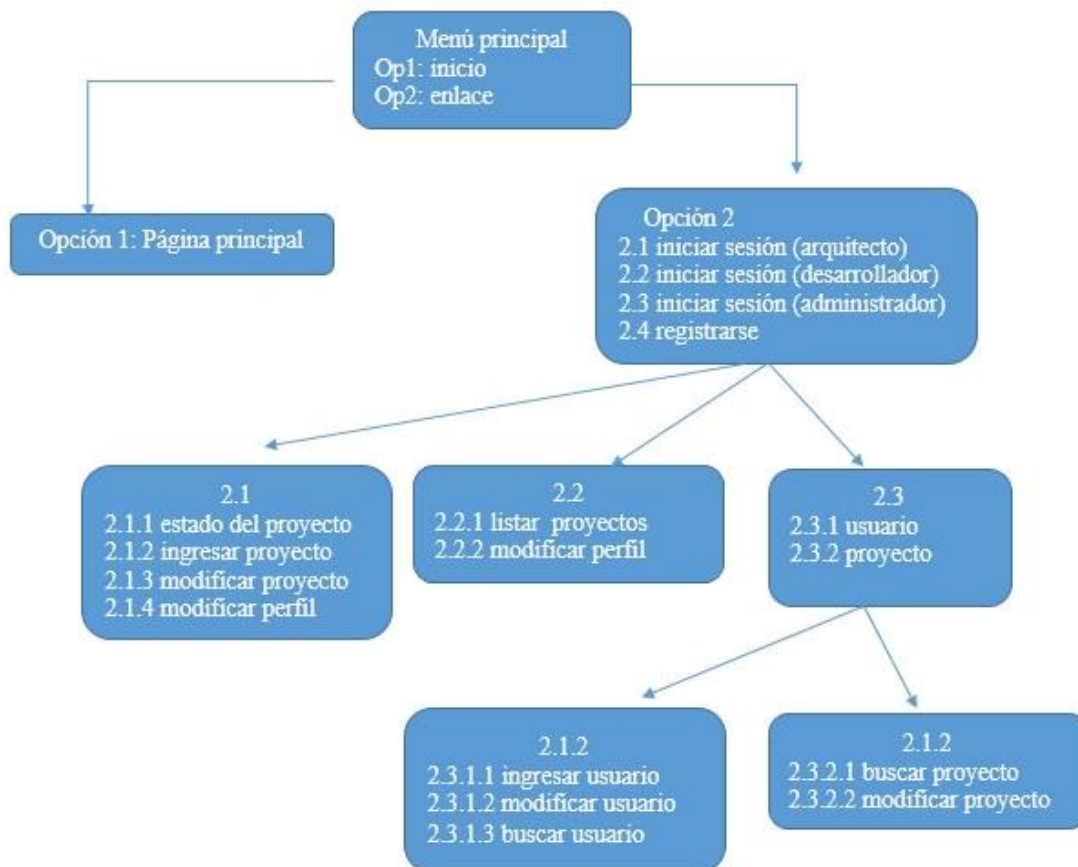 Menú principal
Op1: inicio
Op2: enlace
Opción 1: Página principal
Opción 2
2.1 iniciar sesión (arquitecto)
2.2 iniciar sesión (desarrollador)
2.3 iniciar sesión (administrador)
2.4 registrarse
2.1
2.1.1 estado del proyecto
2.1.2 ingresar proyecto
2.1.3 modificar proyecto
2.1.4 modificar perfil
2.2
2.2.1 listar proyectos
2.2.2 modificar perfil
2.3
2.3.1 usuario
2.3.2 proyecto
2.1.2
2.3.1.1 ingresar usuario
2.3.1.2 modificar usuario
2.3.1.3 buscar usuario
2.1.2
2.3.2.1 buscar proyecto
2.3.2.2 modificar proyecto